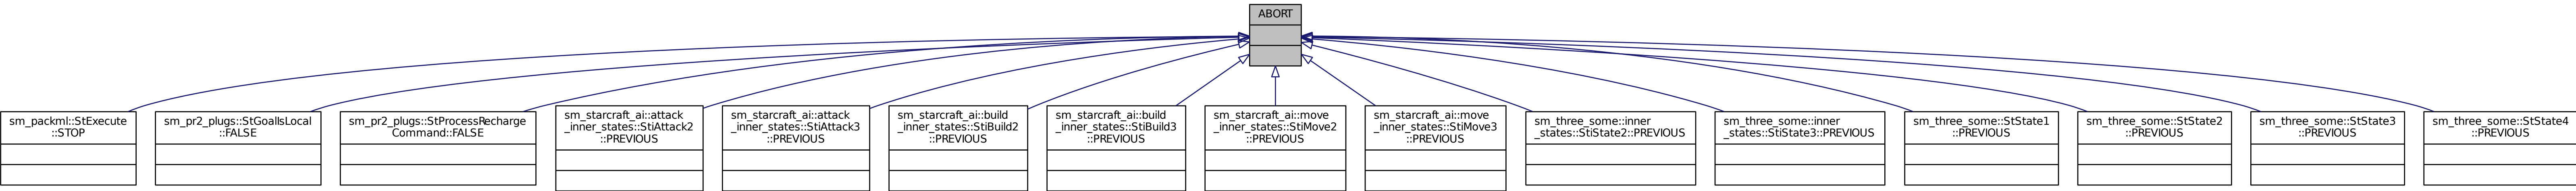 ABORT
sm_packml::StExecute
::STOP
sm_pr2_plugs::StGoalIsLocal
::FALSE
sm_pr2_plugs::StProcessRecharge
Command::FALSE
sm_starcraft_ai::attack
_inner_states::StiAttack2
::PREVIOUS
sm_starcraft_ai::attack
_inner_states::StiAttack3
::PREVIOUS
sm_starcraft_ai::build
_inner_states::StiBuild2
::PREVIOUS
sm_starcraft_ai::build
_inner_states::StiBuild3
::PREVIOUS
sm_starcraft_ai::move
_inner_states::StiMove2
::PREVIOUS
sm_starcraft_ai::move
_inner_states::StiMove3
::PREVIOUS
sm_three_some::inner
_states::StiState2::PREVIOUS
sm_three_some::inner
_states::StiState3::PREVIOUS
sm_three_some::StState1
::PREVIOUS
sm_three_some::StState2
::PREVIOUS
sm_three_some::StState3
::PREVIOUS
sm_three_some::StState4
::PREVIOUS